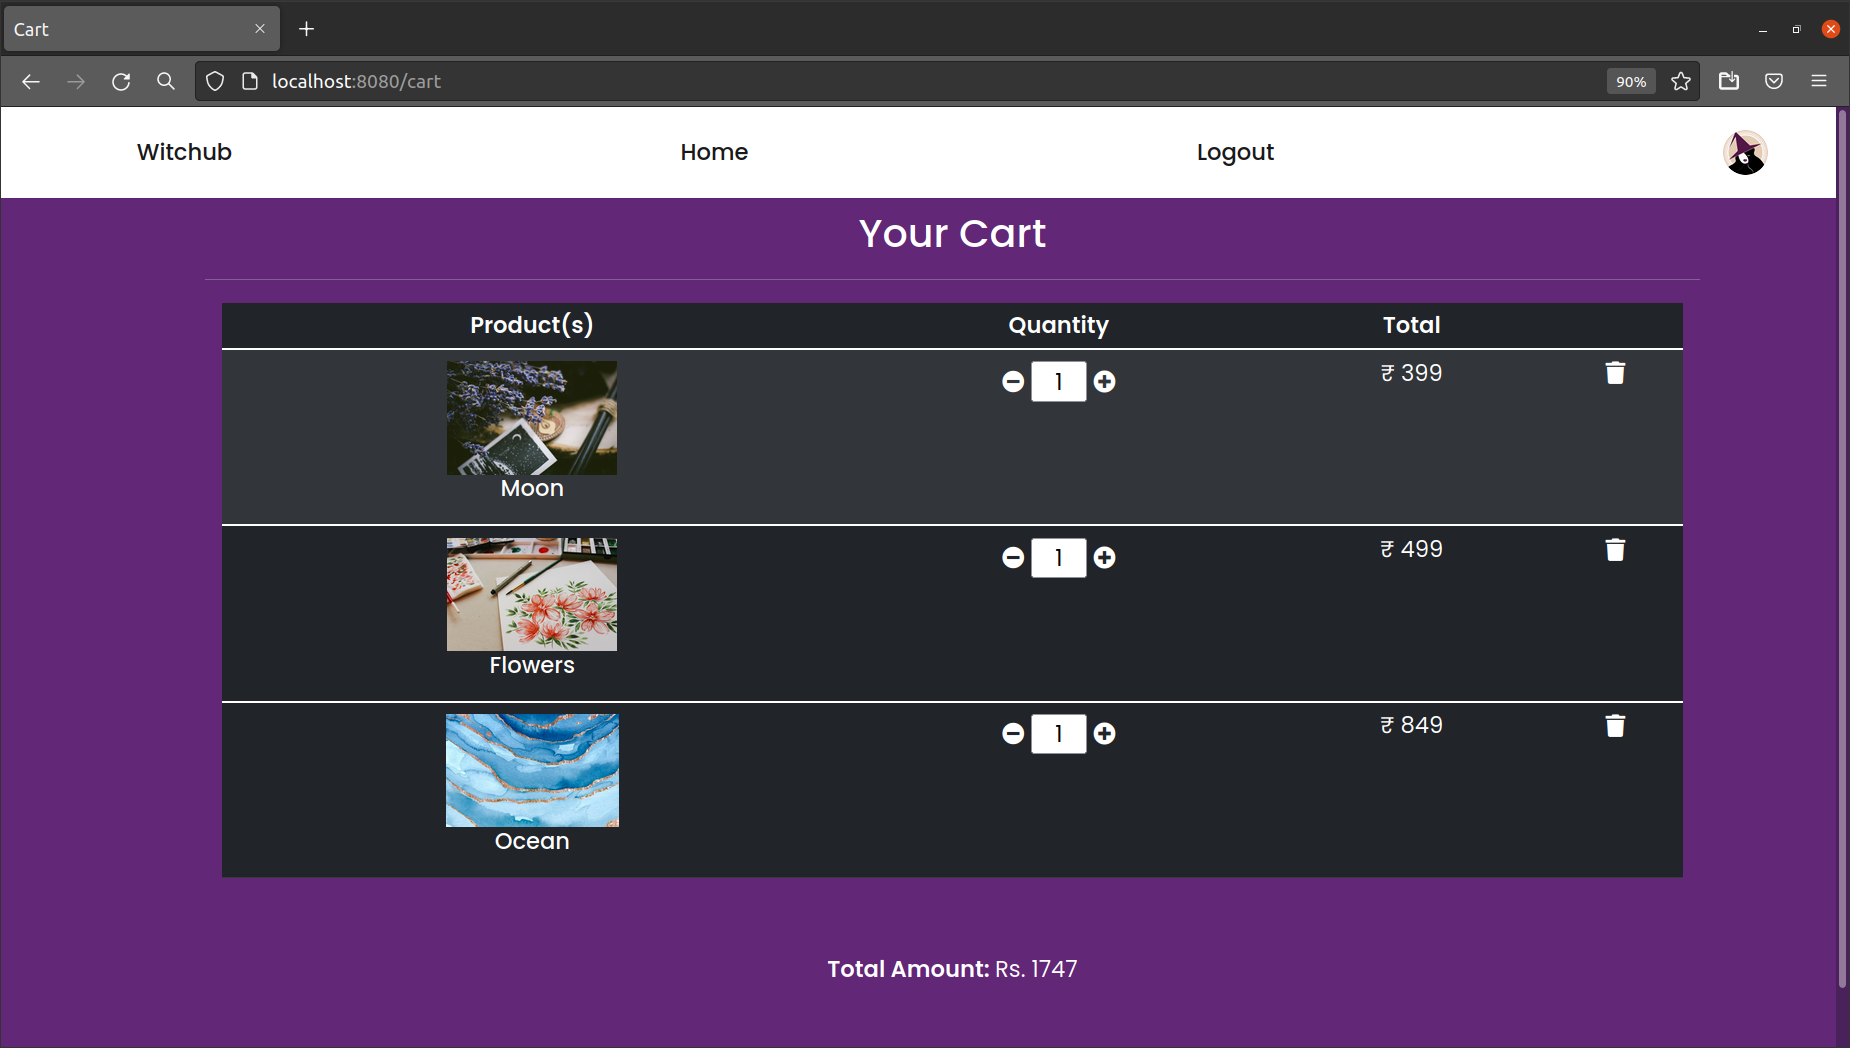 Cart
localhost:8080/cart
90%
Witchub Home Logout
Your Cart
Product(s) Quantity Total
1 ₹ 399
Moon
1 ₹ 499
Flowers
1 ₹ 849
Ocean
Total Amount: Rs. 1747